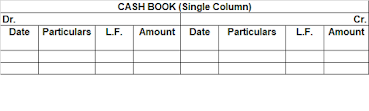 CASH BOOK (Single Column)
Dr. Cr.
Date Particulars L.F. Amount Date Particulars L.F. Amount